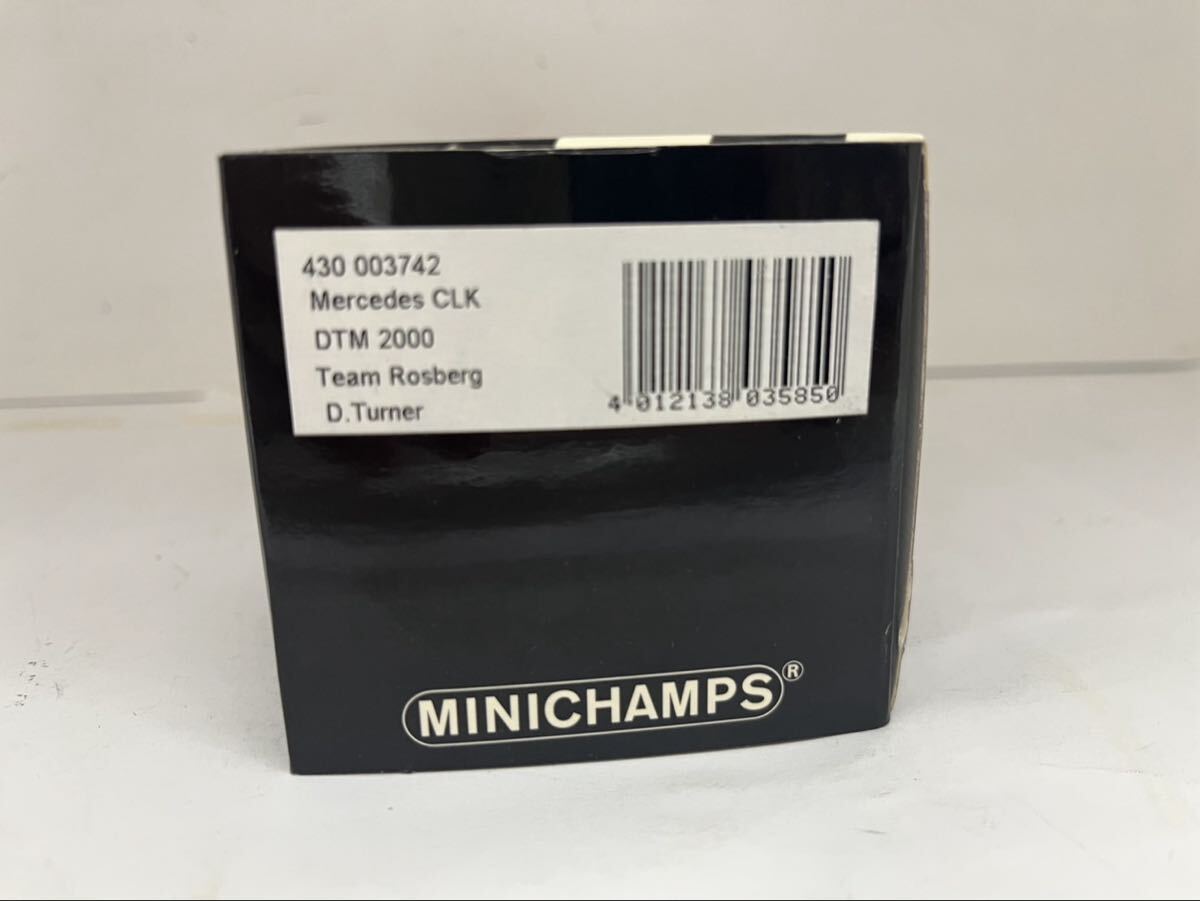 430 003742
Mercedes CLK
DTM 2000
Team Rosberg
D.Turner
4 012138 035850
MINICHAMPS®